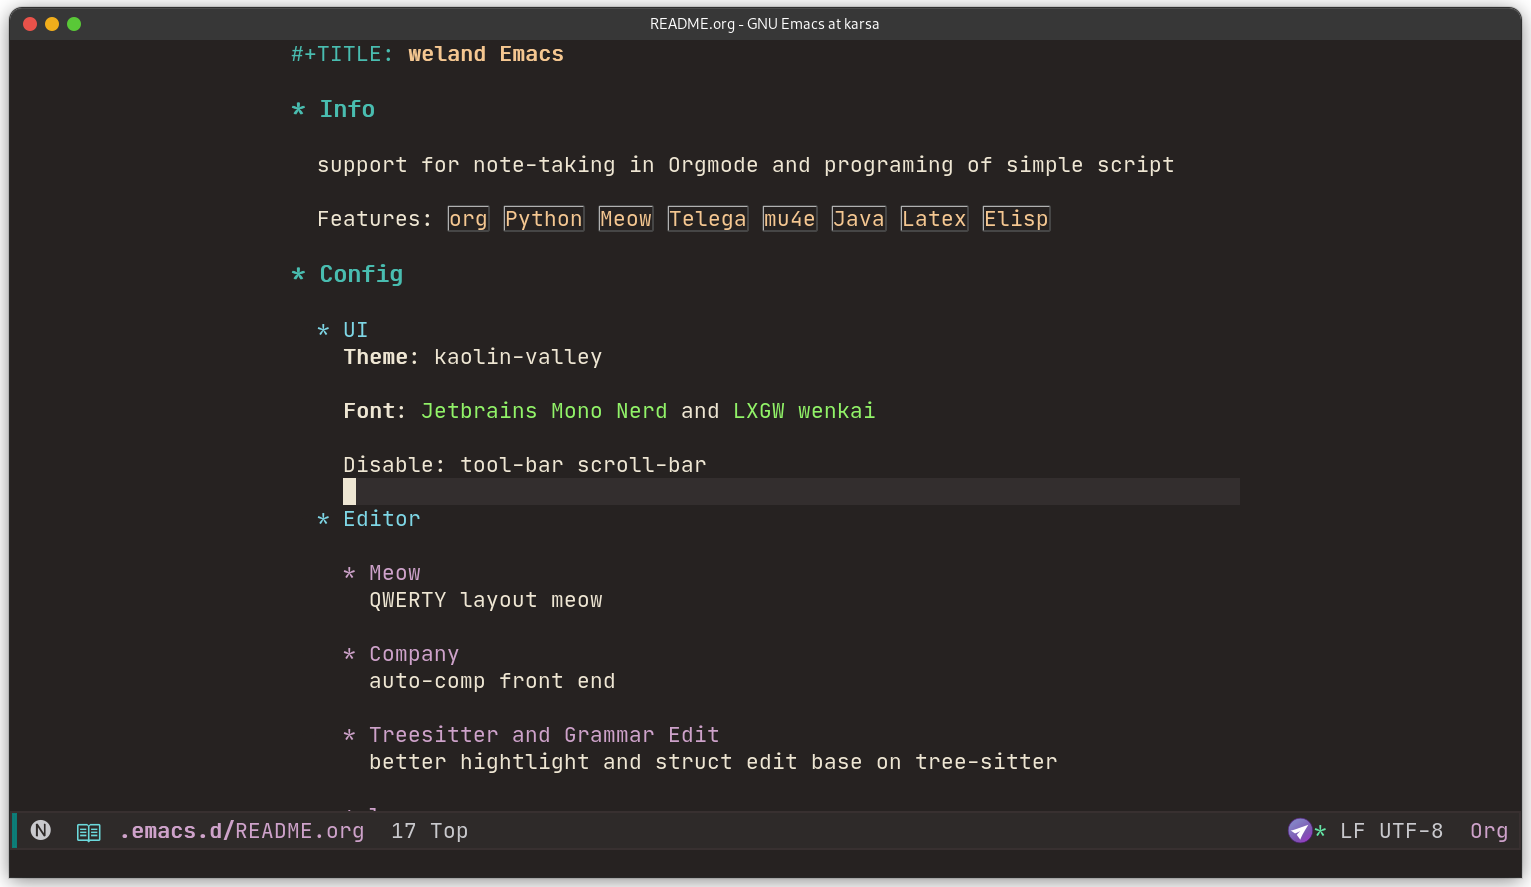 README.org - GNU Emacs at karsa
#+TITLE: weland Emacs
* Info
support for note-taking in Orgmode and programing of simple script
Features: org Python Meow Telega mu4e Java Latex Elisp
* Config
* UI
Theme: kaolin-valley
Font: Jetbrains Mono Nerd and LXGW wenkai
Disable: tool-bar scroll-bar
* Editor
* Meow
QWERTY layout meow
* Company
auto-comp front end
* Treesitter and Grammar Edit
better hightlight and struct edit base on tree-sitter
N .emacs.d/README.org 17 Top * LF UTF-8 Org